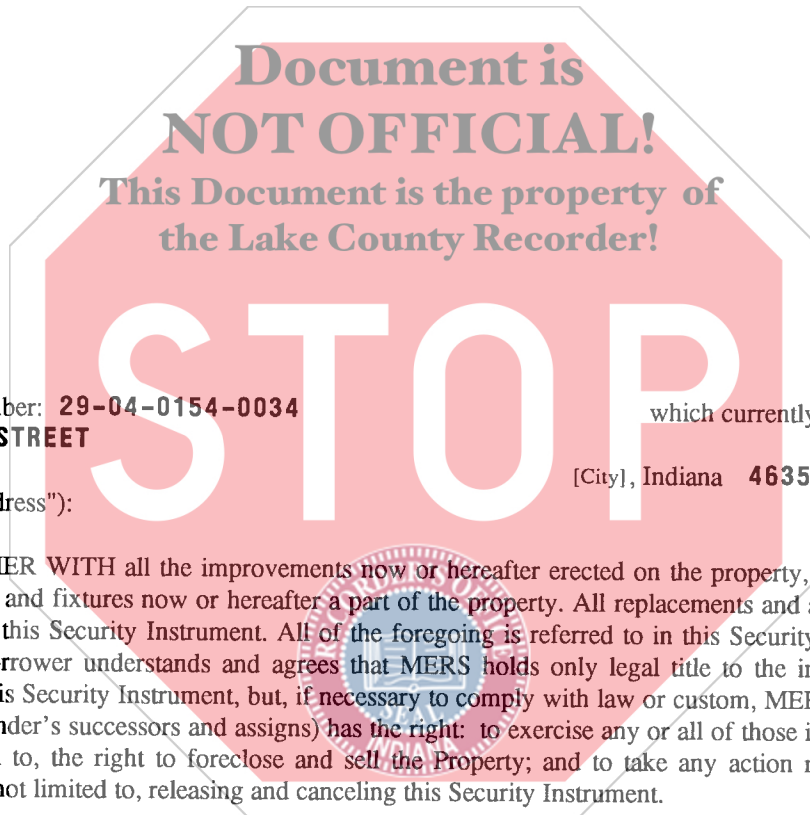 Document is
NOT OFFICIAL!
This Document is the property of
the Lake County Recorder!
STOP
ber: 29-04-0154-0034 which currently
STREET
[City], Indiana 4635
dress"):
ER WITH all the improvements now or hereafter erected on the property,
and fixtures now or hereafter a part of the property. All replacements and a
this Security Instrument. All of the foregoing is referred to in this Security
rrower understands and agrees that MERS holds only legal title to the in
is Security Instrument, but, if necessary to comply with law or custom, MER
nder's successors and assigns) has the right: to exercise any or all of those i
to, the right to foreclose and sell the Property; and to take any action r
not limited to, releasing and canceling this Security Instrument.
RECORDER'S OFFICE
SEAL
INDIANA